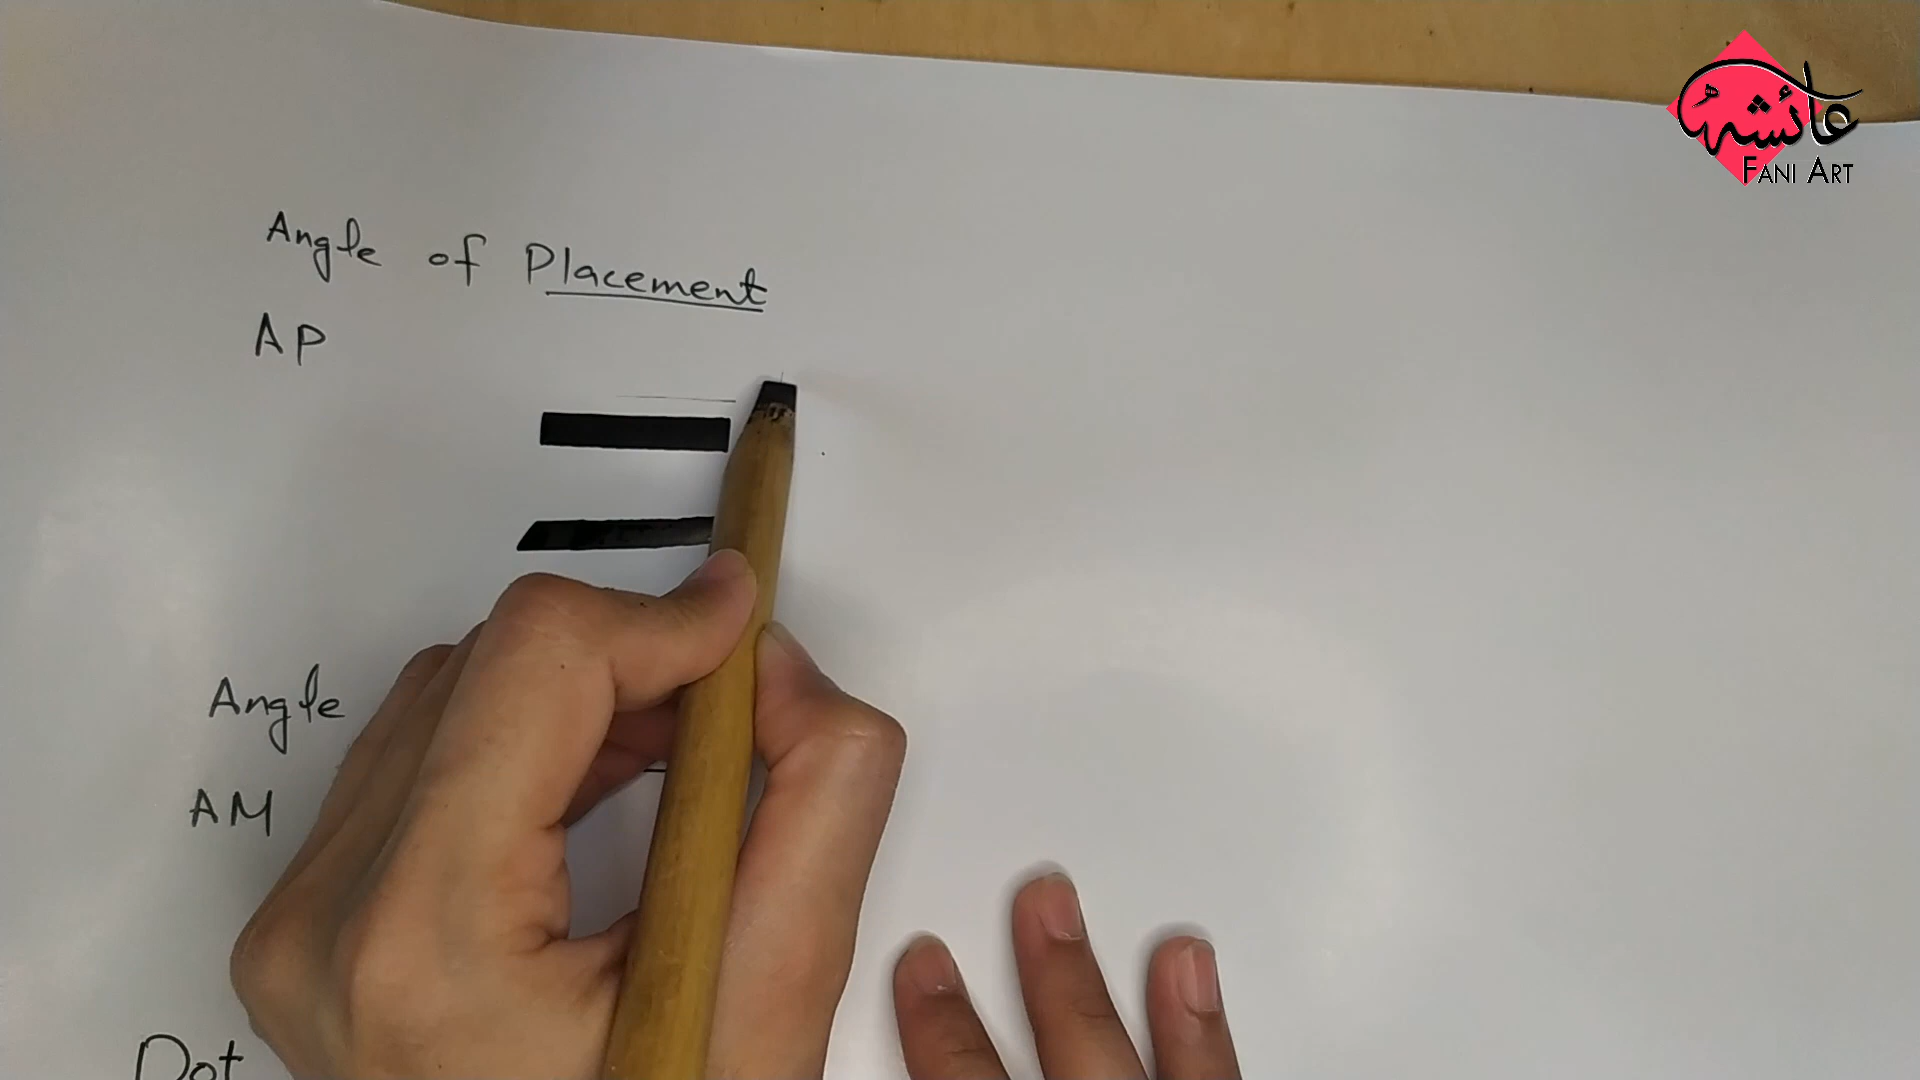 عائشہ
FANI ART
Angle of Placement
AP
Angle
AM
Dot